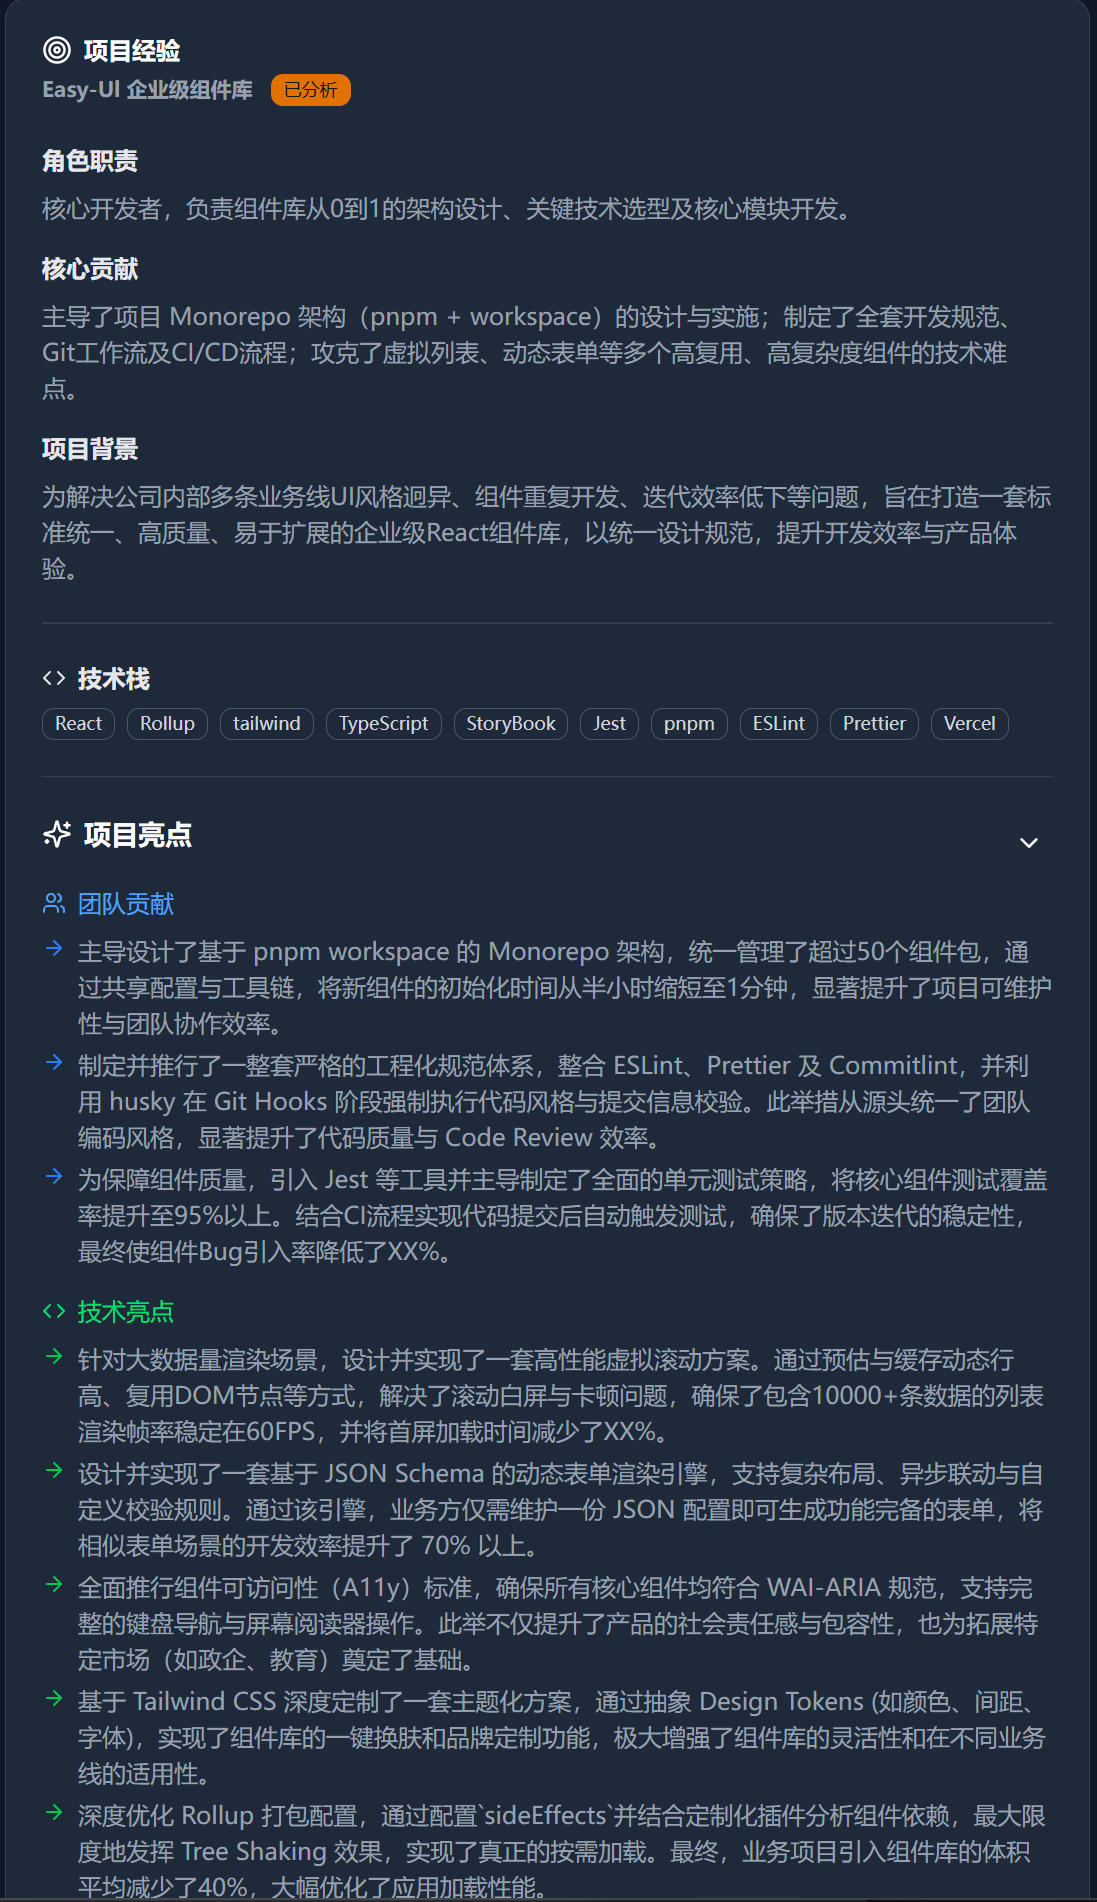 项目经验
Easy-UI 企业级组件库 已分析
角色职责
核心开发者，负责组件库从0到1的架构设计、关键技术选型及核心模块开发。
核心贡献
主导了项目 Monorepo 架构（pnpm + workspace）的设计与实施；制定了全套开发规范、
Git工作流及CI/CD流程；攻克了虚拟列表、动态表单等多个高复用、高复杂度组件的技术难
点。
项目背景
为解决公司内部多条业务线UI风格迥异、组件重复开发、迭代效率低下等问题，旨在打造一套标
准统一、高质量、易于扩展的企业级React组件库，以统一设计规范，提升开发效率与产品体
验。
技术栈
React Rollup tailwind TypeScript StoryBook Jest pnpm ESLint Prettier Vercel
项目亮点
团队贡献
主导设计了基于 pnpm workspace 的 Monorepo 架构，统一管理了超过50个组件包，通
过共享配置与工具链，将新组件的初始化时间从半小时缩短至1分钟，显著提升了项目可维护
性与团队协作效率。
制定并推行了一整套严格的工程化规范体系，整合 ESLint、Prettier 及 Commitlint，并利
用 husky 在 Git Hooks 阶段强制执行代码风格与提交信息校验。此举措从源头统一了团队
编码风格，显著提升了代码质量与 Code Review 效率。
为保障组件质量，引入 Jest 等工具并主导制定了全面的单元测试策略，将核心组件测试覆盖
率提升至95%以上。结合CI流程实现代码提交后自动触发测试，确保了版本迭代的稳定性，
最终使组件Bug引入率降低了XX%。
技术亮点
针对大数据量渲染场景，设计并实现了一套高性能虚拟滚动方案。通过预估与缓存动态行
高、复用DOM节点等方式，解决了滚动白屏与卡顿问题，确保了包含10000+条数据的列表
渲染帧率稳定在60FPS，并将首屏加载时间减少了XX%。
设计并实现了一套基于 JSON Schema 的动态表单渲染引擎，支持复杂布局、异步联动与自
定义校验规则。通过该引擎，业务方仅需维护一份 JSON 配置即可生成功能完备的表单，将
相似表单场景的开发效率提升了 70% 以上。
全面推行组件可访问性（A11y）标准，确保所有核心组件均符合 WAI-ARIA 规范，支持完
整的键盘导航与屏幕阅读器操作。此举不仅提升了产品的社会责任感与包容性，也为拓展特
定市场（如政企、教育）奠定了基础。
基于 Tailwind CSS 深度定制了一套主题化方案，通过抽象 Design Tokens (如颜色、间距、
字体)，实现了组件库的一键换肤和品牌定制功能，极大增强了组件库的灵活性和在不同业务
线的适用性。
深度优化 Rollup 打包配置，通过配置`sideEffects`并结合定制化插件分析组件依赖，最大限
度地发挥 Tree Shaking 效果，实现了真正的按需加载。最终，业务项目引入组件库的体积
平均减少了40%，大幅优化了应用加载性能。